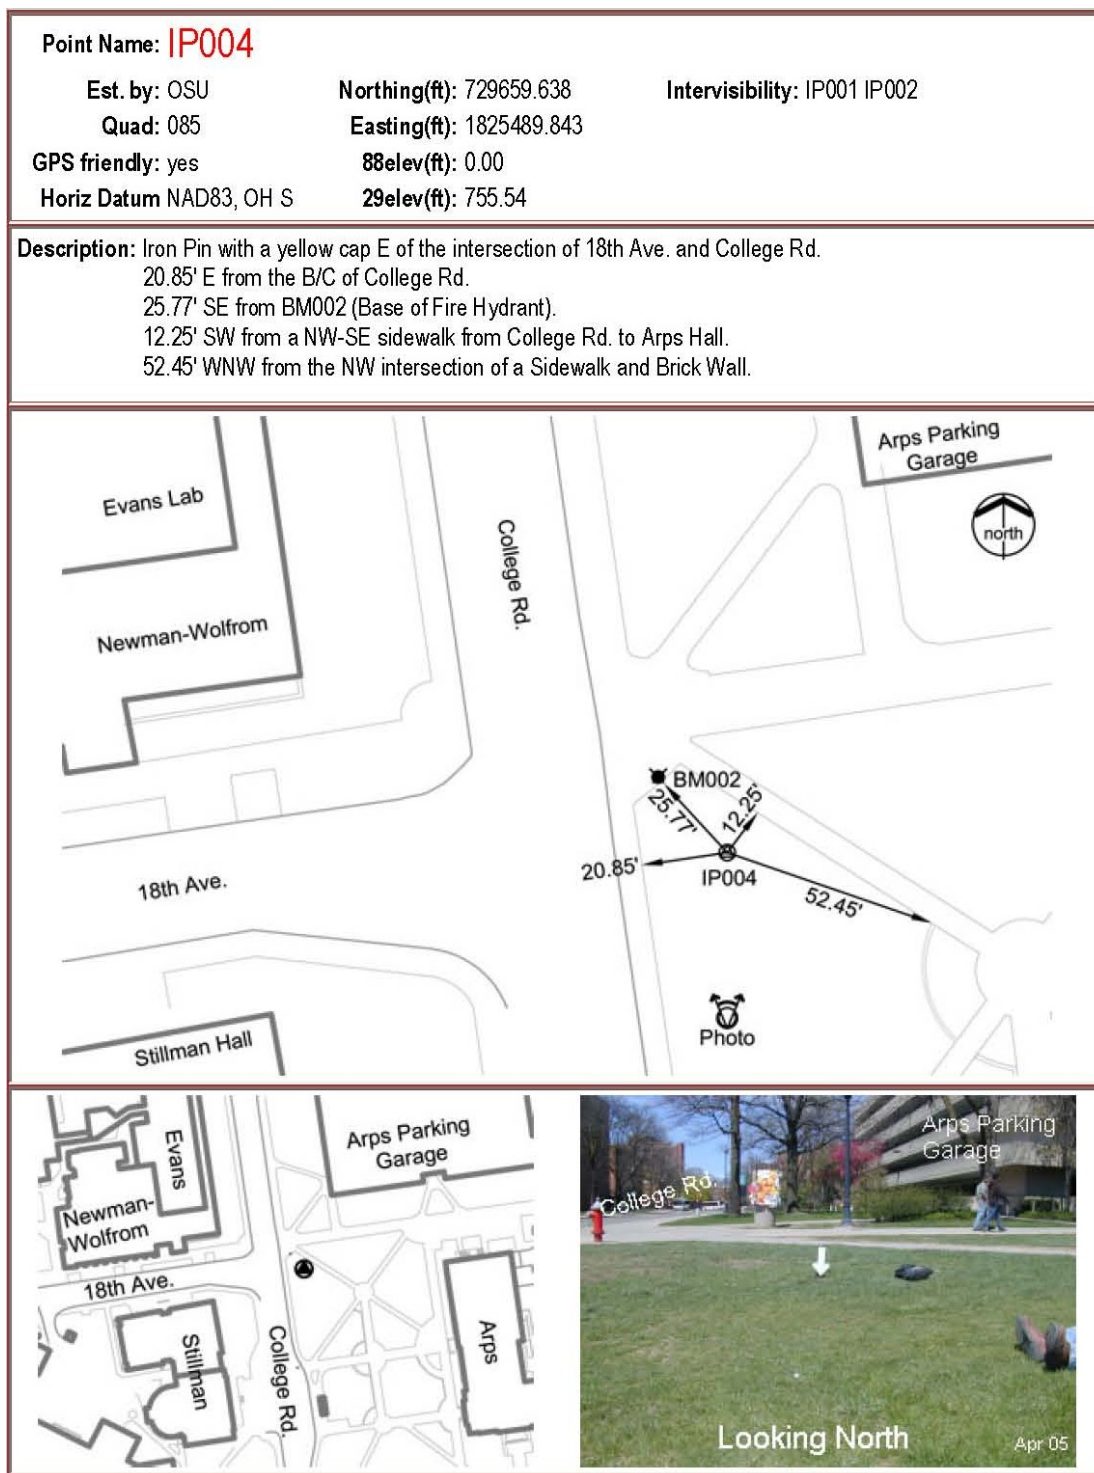 Point Name: IP004
Est. by: OSU Northing(ft): 729659.638 Intervisibility: IP001 IP002
Quad: 085 Easting(ft): 1825489.843
GPS friendly: yes 88elev(ft): 0.00
Horiz Datum NAD83, OH S 29elev(ft): 755.54
Description: Iron Pin with a yellow cap E of the intersection of 18th Ave. and College Rd.
20.85' E from the B/C of College Rd.
25.77' SE from BM002 (Base of Fire Hydrant).
12.25' SW from a NW-SE sidewalk from College Rd. to Arps Hall.
52.45' WNW from the NW intersection of a Sidewalk and Brick Wall.
Arps Parking
Garage
Evans Lab
College Rd.
north
Newman-Wolfrom
BM002
25.77'
12.25'
20.85'
IP004
18th Ave.
52.45'
Photo
Stillman Hall
Evans
Arps Parking
Garage
Newman-
Wolfrom
18th Ave.
Stillman
College Rd.
Arps
Arps Parking
Garage
College Rd.
Looking North
Apr 05